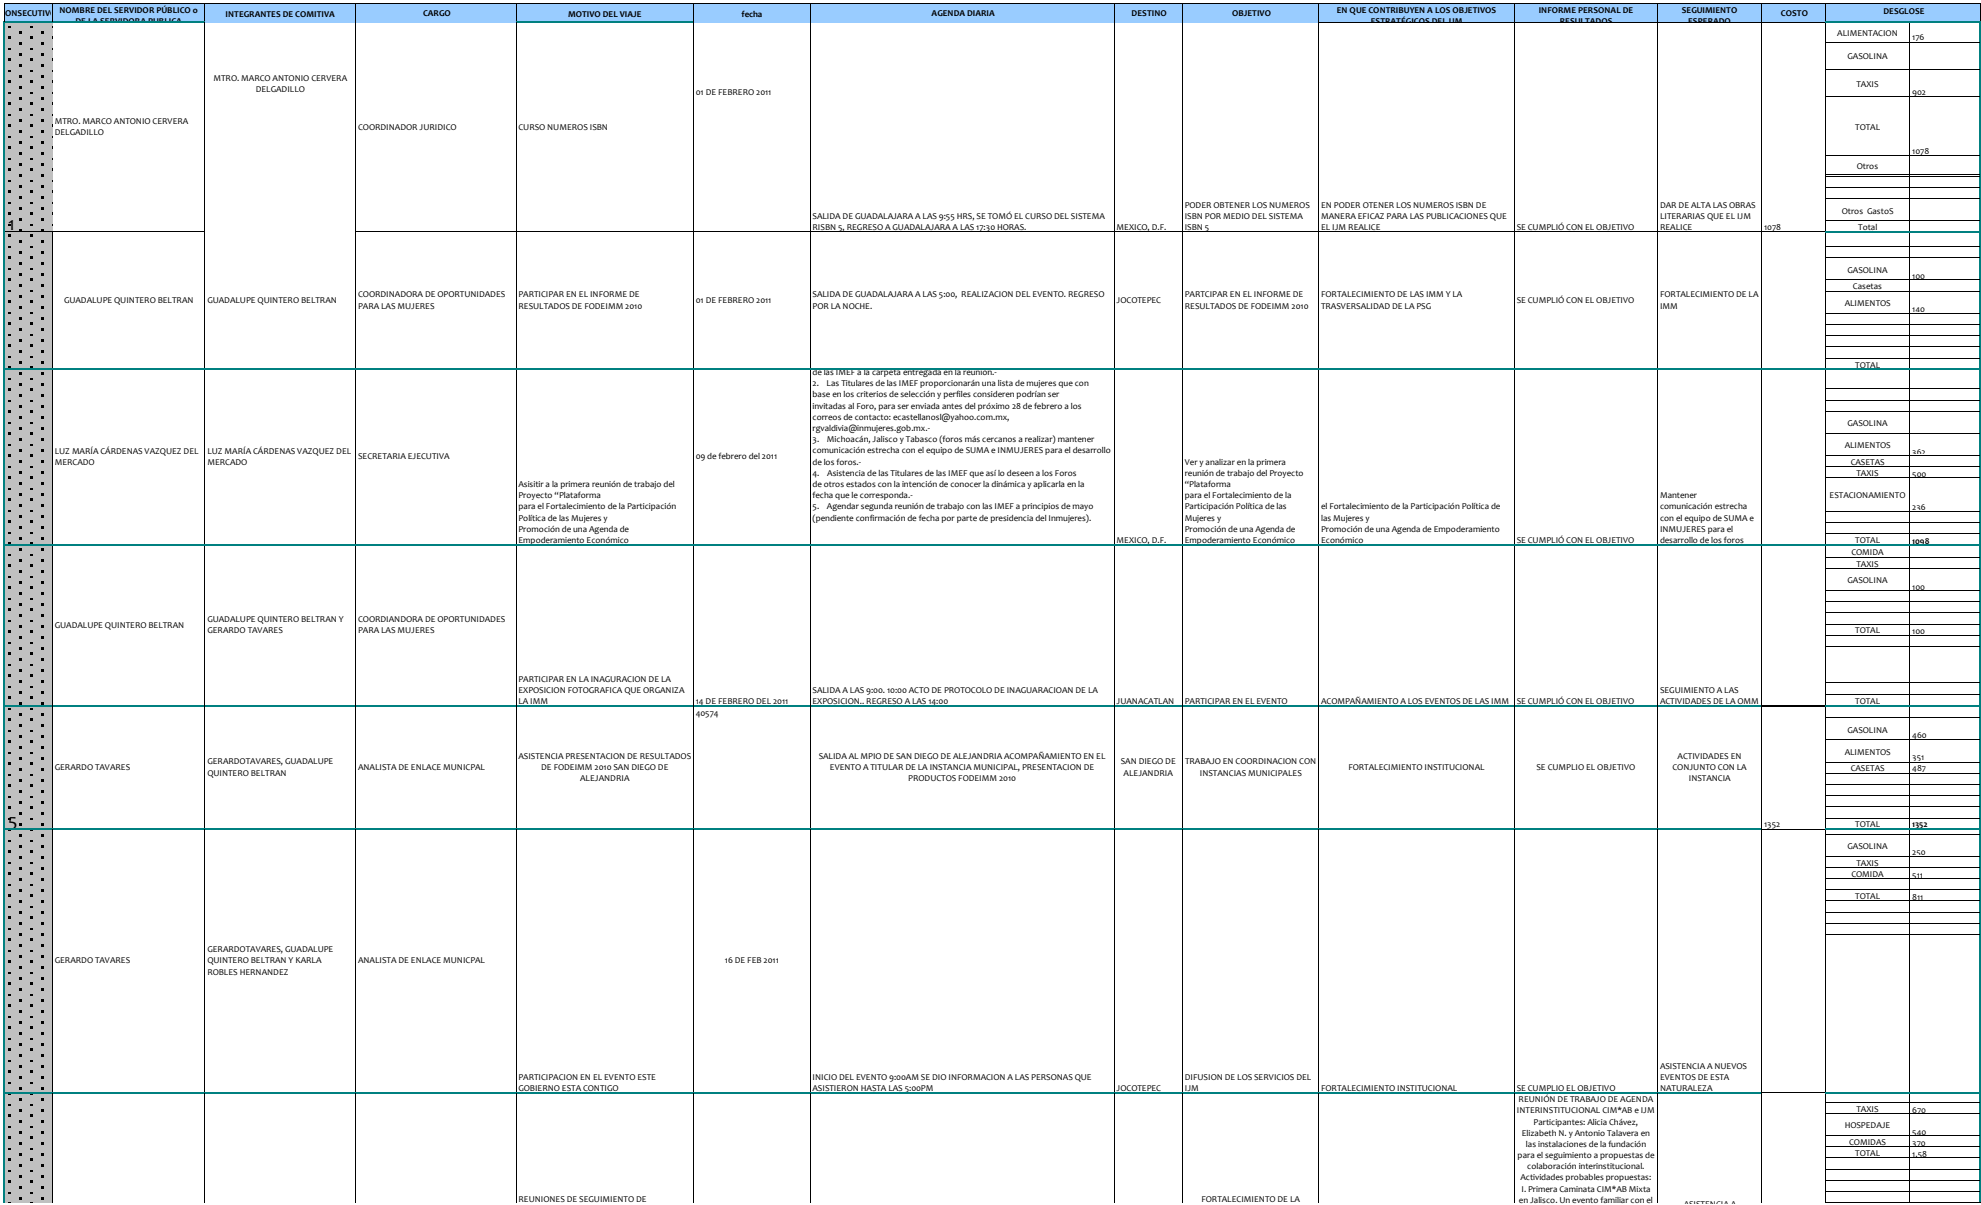 ONSECUTIV
NOMBRE DEL SERVIDOR PÚBLICO o
DE LA SERVIDORA PUBLICA
INTEGRANTES DE COMITIVA
CARGO
MOTIVO DEL VIAJE
fecha
AGENDA DIARIA
DESTINO
OBJETIVO
EN QUE CONTRIBUYEN A LOS OBJETIVOS
ESTRATÉGICOS DEL IJM
INFORME PERSONAL DE
RESULTADOS
SEGUIMIENTO
ESPERADO
COSTO
DESGLOSE
1
MTRO. MARCO ANTONIO CERVERA
DELGADILLO
MTRO. MARCO ANTONIO CERVERA
DELGADILLO
COORDINADOR JURIDICO
CURSO NUMEROS ISBN
01 DE FEBRERO 2011
SALIDA DE GUADALAJARA A LAS 9:55 HRS, SE TOMÓ EL CURSO DEL SISTEMA
RISBN 5, REGRESO A GUADALAJARA A LAS 17:30 HORAS.
MEXICO, D.F.
PODER OBTENER LOS NUMEROS
ISBN POR MEDIO DEL SISTEMA
ISBN 5
EN PODER OTENER LOS NUMEROS ISBN DE
MANERA EFICAZ PARA LAS PUBLICACIONES QUE
EL IJM REALICE
SE CUMPLIÓ CON EL OBJETIVO
DAR DE ALTA LAS OBRAS
LITERARIAS QUE EL IJM
REALICE
1078
ALIMENTACION 176
GASOLINA
TAXIS 902
TOTAL 1078
Otros
Otros GastoS
Total
GUADALUPE QUINTERO BELTRAN
GUADALUPE QUINTERO BELTRAN
COORDINADORA DE OPORTUNIDADES
PARA LAS MUJERES
PARTICIPAR EN EL INFORME DE
RESULTADOS DE FODEIMM 2010
01 DE FEBRERO 2011
SALIDA DE GUADALAJARA A LAS 5:00, REALIZACION DEL EVENTO. REGRESO
POR LA NOCHE.
JOCOTEPEC
PARTCIPAR EN EL INFORME DE
RESULTADOS DE FODEIMM 2010
FORTALECIMIENTO DE LAS IMM Y LA
TRASVERSALIDAD DE LA PSG
SE CUMPLIÓ CON EL OBJETIVO
FORTALECIMIENTO DE LA
IMM
GASOLINA 100
Casetas
ALIMENTOS 140
TOTAL
LUZ MARÍA CÁRDENAS VAZQUEZ DEL
MERCADO
LUZ MARÍA CÁRDENAS VAZQUEZ DEL
MERCADO
SECRETARIA EJECUTIVA
Asisitir a la primera reunión de trabajo del
Proyecto “Plataforma
para el Fortalecimiento de la Participación
Política de las Mujeres y
Promoción de una Agenda de
Empoderamiento Económico
09 de febrero del 2011
de las IMEF a la carpeta entregada en la reunión.-
2. Las Titulares de las IMEF proporcionarán una lista de mujeres que con
base en los criterios de selección y perfiles consideren podrían ser
invitadas al Foro, para ser enviada antes del próximo 28 de febrero a los
correos de contacto: ecastellanosl@yahoo.com.mx,
rgvaldivia@inmujeres.gob.mx.-
3. Michoacán, Jalisco y Tabasco (foros más cercanos a realizar) mantener
comunicación estrecha con el equipo de SUMA e INMUJERES para el desarrollo
de los foros.-
4. Asistencia de las Titulares de las IMEF que así lo deseen a los Foros
de otros estados con la intención de conocer la dinámica y aplicarla en la
fecha que le corresponda.-
5. Agendar segunda reunión de trabajo con las IMEF a principios de mayo
(pendiente confirmación de fecha por parte de presidencia del Inmujeres).
MEXICO, D.F.
Ver y analizar en la primera
reunión de trabajo del Proyecto
“Plataforma
para el Fortalecimiento de la
Participación Política de las
Mujeres y
Promoción de una Agenda de
Empoderamiento Económico
el Fortalecimiento de la Participación Política de
las Mujeres y
Promoción de una Agenda de Empoderamiento
Económico
SE CUMPLIÓ CON EL OBJETIVO
Mantener
comunicación estrecha
con el equipo de SUMA e
INMUJERES para el
desarrollo de los foros
GASOLINA
ALIMENTOS 362
CASETAS
TAXIS 500
ESTACIONAMIENTO 236
TOTAL 1098
GUADALUPE QUINTERO BELTRAN
GUADALUPE QUINTERO BELTRAN Y
GERARDO TAVARES
COORDIANDORA DE OPORTUNIDADES
PARA LAS MUJERES
PARTICIPAR EN LA INAGURACION DE LA
EXPOSICION FOTOGRAFICA QUE ORGANIZA
LA IMM
14 DE FEBRERO DEL 2011
SALIDA A LAS 9:00. 10:00 ACTO DE PROTOCOLO DE INAGUARACIOAN DE LA
EXPOSICION.. REGRESO A LAS 14:00
JUANACATLAN
PARTICIPAR EN EL EVENTO
ACOMPAÑAMIENTO A LOS EVENTOS DE LAS IMM
SE CUMPLIÓ CON EL OBJETIVO
SEGUIMIENTO A LAS
ACTIVIDADES DE LA OMM
COMIDA
TAXIS
GASOLINA 100
TOTAL 100
TOTAL
5
GERARDO TAVARES
GERARDOTAVARES, GUADALUPE
QUINTERO BELTRAN
ANALISTA DE ENLACE MUNICPAL
ASISTENCIA PRESENTACION DE RESULTADOS
DE FODEIMM 2010 SAN DIEGO DE
ALEJANDRIA
40574
SALIDA AL MPIO DE SAN DIEGO DE ALEJANDRIA ACOMPAÑAMIENTO EN EL
EVENTO A TITULAR DE LA INSTANCIA MUNICIPAL, PRESENTACION DE
PRODUCTOS FODEIMM 2010
SAN DIEGO DE
ALEJANDRIA
TRABAJO EN COORDINACION CON
INSTANCIAS MUNICIPALES
FORTALECIMIENTO INSTITUCIONAL
SE CUMPLIO EL OBJETIVO
ACTIVIDADES EN
CONJUNTO CON LA
INSTANCIA
1352
GASOLINA 460
ALIMENTOS 351
CASETAS 487
TOTAL 1352
GERARDO TAVARES
GERARDOTAVARES, GUADALUPE
QUINTERO BELTRAN Y KARLA
ROBLES HERNANDEZ
ANALISTA DE ENLACE MUNICPAL
PARTICIPACION EN EL EVENTO ESTE
GOBIERNO ESTA CONTIGO
16 DE FEB 2011
INICIO DEL EVENTO 9:00AM SE DIO INFORMACION A LAS PERSONAS QUE
ASISTIERON HASTA LAS 5:00PM
JOCOTEPEC
DIFUSION DE LOS SERVICIOS DEL
IJM
FORTALECIMIENTO INSTITUCIONAL
SE CUMPLIO EL OBJETIVO
ASISTENCIA A NUEVOS
EVENTOS DE ESTA
NATURALEZA
GASOLINA 250
TAXIS
COMIDA 511
TOTAL 811
REUNIONES DE SEGUIMIENTO DE
FORTALECIMIENTO DE LA
REUNIÓN DE TRABAJO DE AGENDA
INTERINSTITUCIONAL CIM*AB e IJM
Participantes: Alicia Chávez,
Elizabeth N. y Antonio Talavera en
las instalaciones de la fundación
para el seguimiento a propuestas de
colaboración interinstitucional.
Actividades probables propuestas:
I. Primera Caminata CIM*AB Mixta
en Jalisco. Un evento familiar con el
ASISTENCIA A
TAXIS 670
HOSPEDAJE 540
COMIDAS 370
TOTAL 1,58